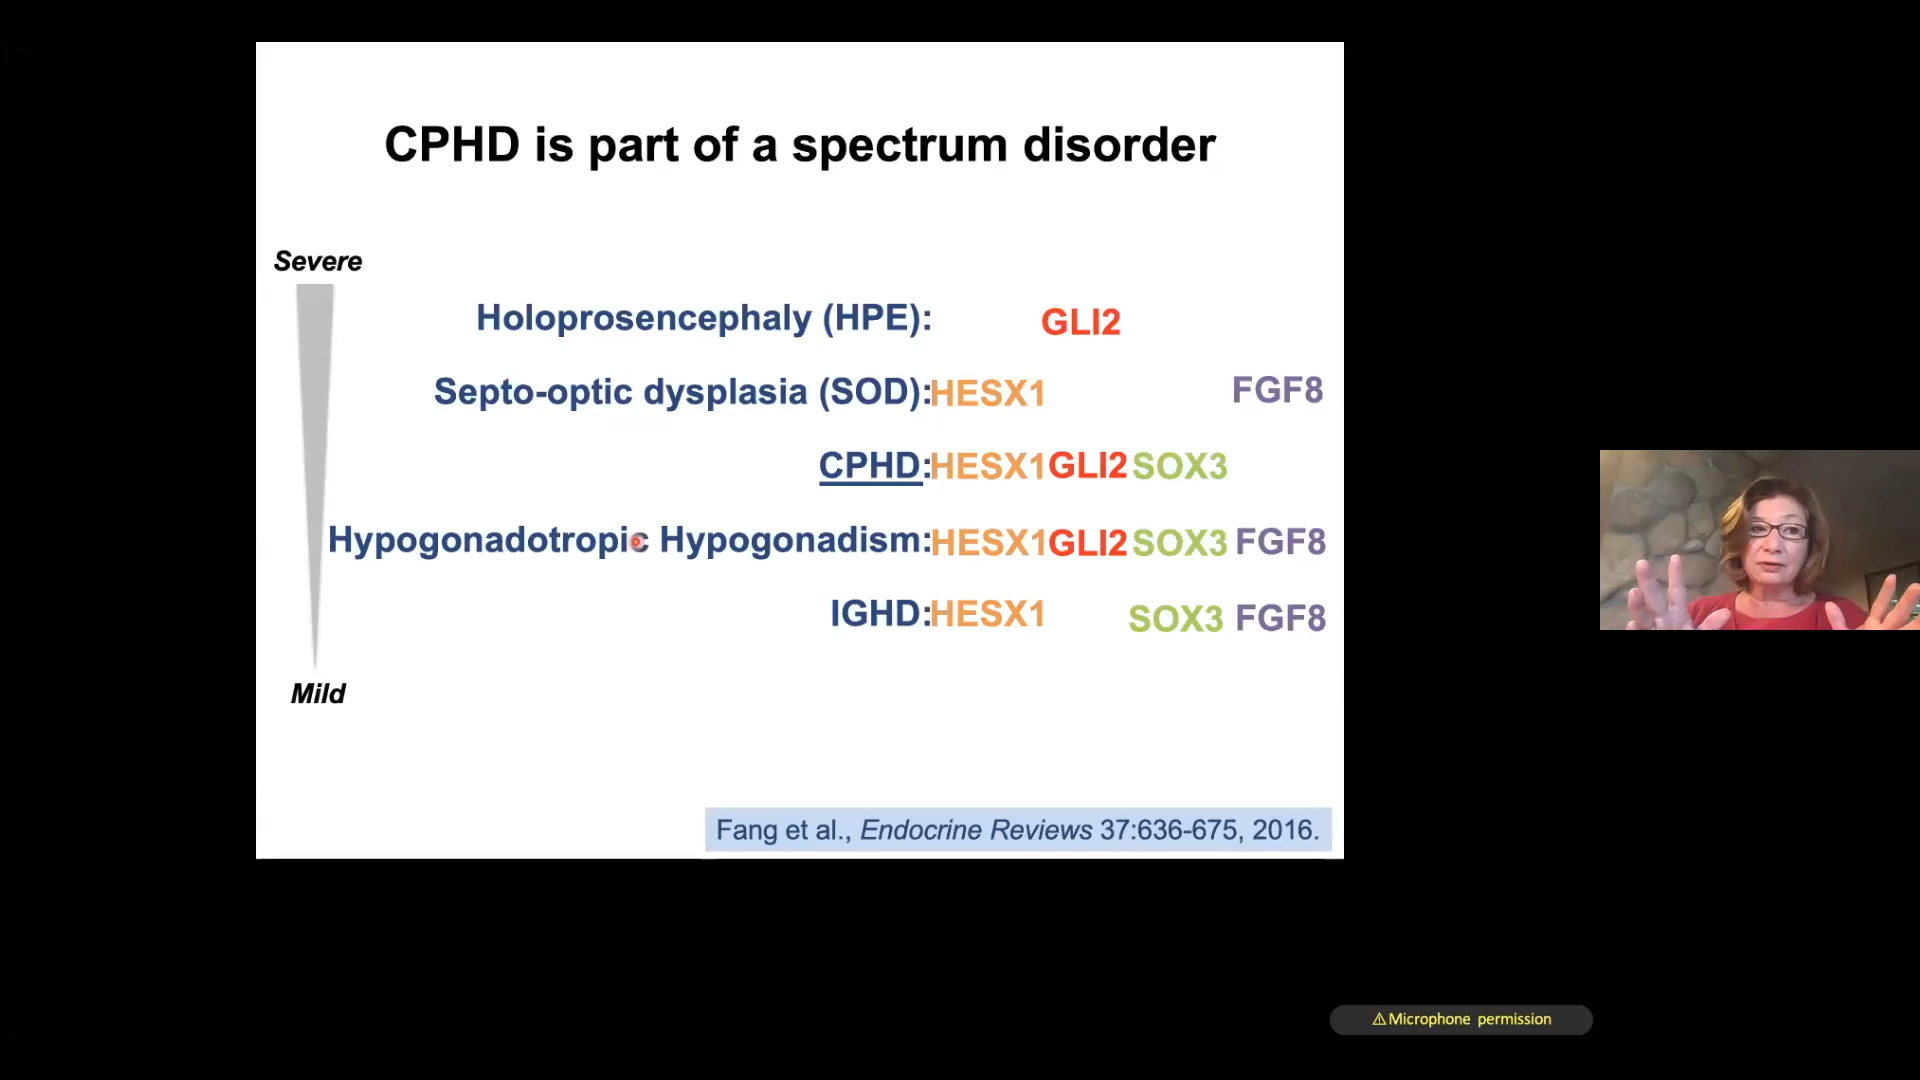 CPHD is part of a spectrum disorder
Severe
Holoprosencephaly (HPE): GLI2
Septo-optic dysplasia (SOD):HESX1 FGF8
CPHD:HESX1GLI2 SOX3
Hypogonadotropic Hypogonadism:HESX1GLI2 SOX3 FGF8
IGHD:HESX1 SOX3 FGF8
Mild
Fang et al., Endocrine Reviews 37:636-675, 2016.
⚠Microphone permission